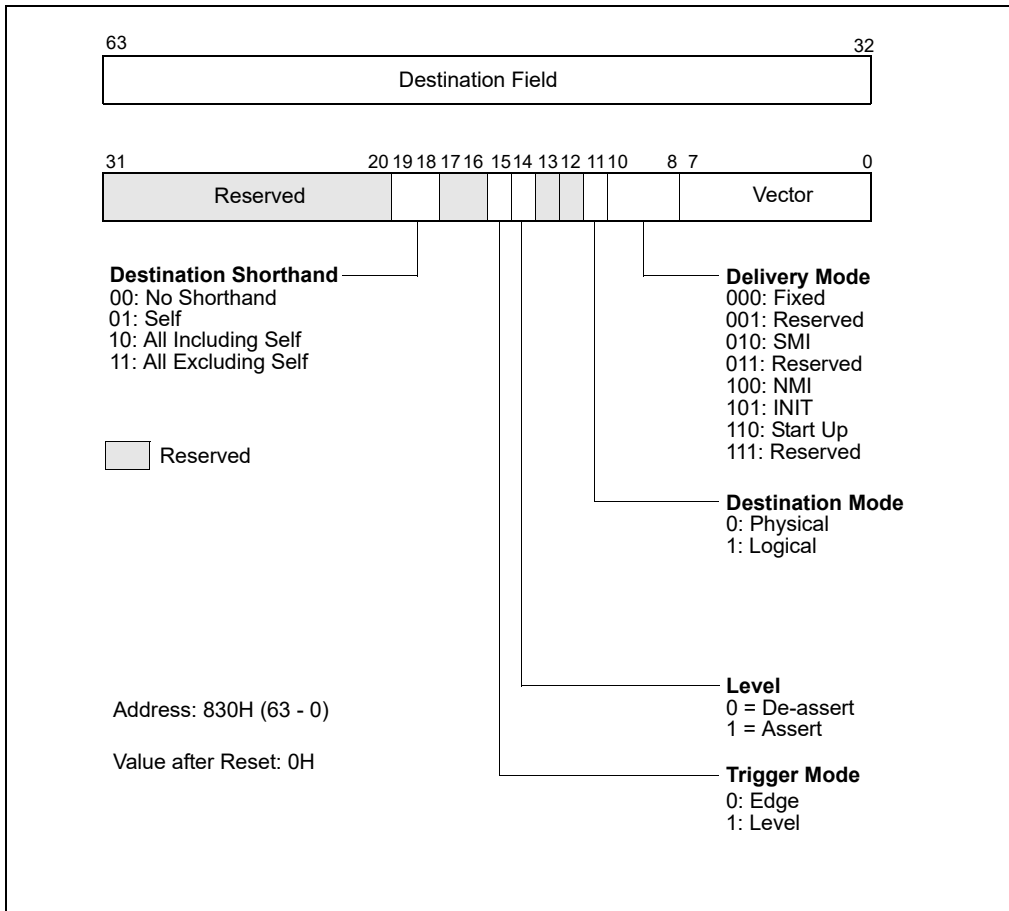 63 32
Destination Field
31 20 19 18 17 16 15 14 13 12 11 10 8 7 0
Reserved Vector
Destination Shorthand
00: No Shorthand
01: Self
10: All Including Self
11: All Excluding Self
Reserved
Delivery Mode
000: Fixed
001: Reserved
010: SMI
011: Reserved
100: NMI
101: INIT
110: Start Up
111: Reserved
Destination Mode
0: Physical
1: Logical
Level
0 = De-assert
1 = Assert
Address: 830H (63 - 0)
Value after Reset: 0H
Trigger Mode
0: Edge
1: Level